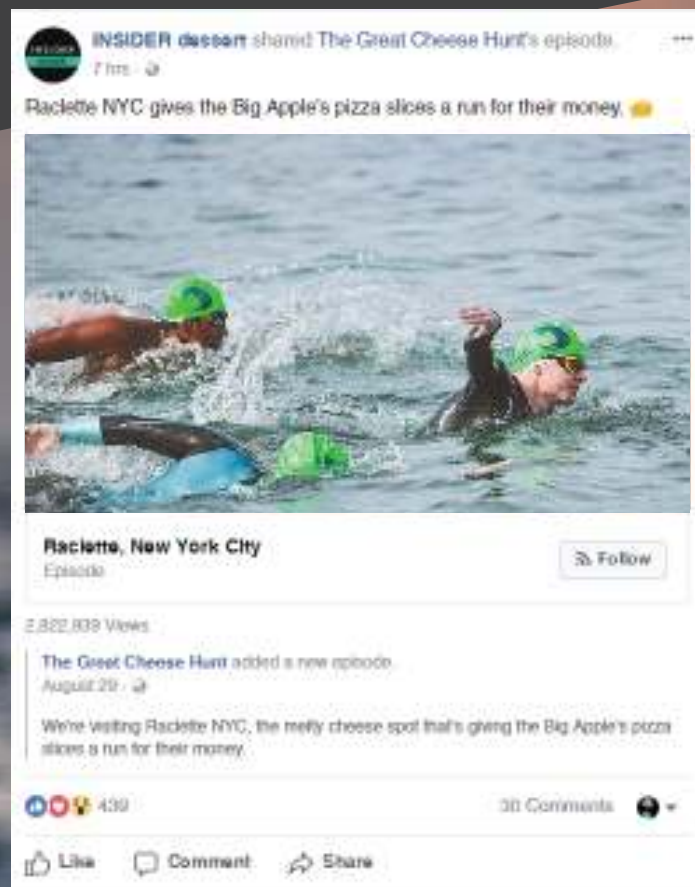 INSIDER dessert shared The Great Cheese Hunt's episode.
7 hrs ·
Raclette NYC gives the Big Apple's pizza slices a run for their money.
Raclette, New York City
Episode
Follow
Views
The Great Cheese Hunt added a new episode.
August 29 ·
We're visiting Raclette NYC, the melty cheese spot that's giving the Big Apple's pizza
slices a run for their money.
439
30 Comments
Like Comment Share